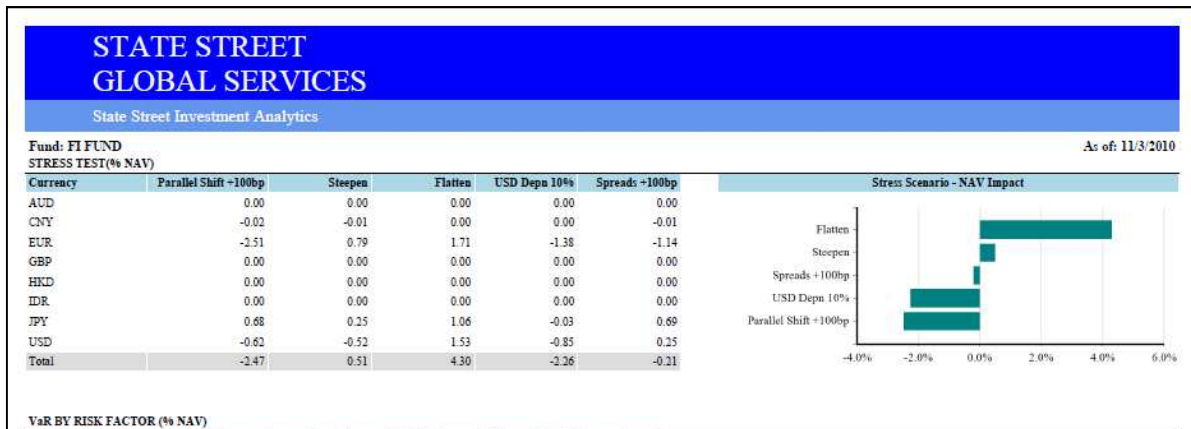 STATE STREET
GLOBAL SERVICES
State Street Investment Analytics
Fund: FI FUND
As of: 11/3/2010
STRESS TEST(% NAV)
Currency Parallel Shift +100bp Steepen Flatten USD Depn 10% Spreads +100bp
AUD 0.00 0.00 0.00 0.00 0.00
CNY -0.02 -0.01 0.00 0.00 -0.01
EUR -2.51 0.79 1.71 -1.38 -1.14
GBP 0.00 0.00 0.00 0.00 0.00
HKD 0.00 0.00 0.00 0.00 0.00
IDR 0.00 0.00 0.00 0.00 0.00
JPY 0.68 0.25 1.06 -0.03 0.69
USD -0.62 -0.52 1.53 -0.85 0.25
Total -2.47 0.51 4.30 -2.26 -0.21
Stress Scenario - NAV Impact
Flatten
Steepen
Spreads +100bp
USD Depn 10%
Parallel Shift +100bp
-4.0% -2.0% 0.0% 2.0% 4.0% 6.0%
VaR BY RISK FACTOR (% NAV)